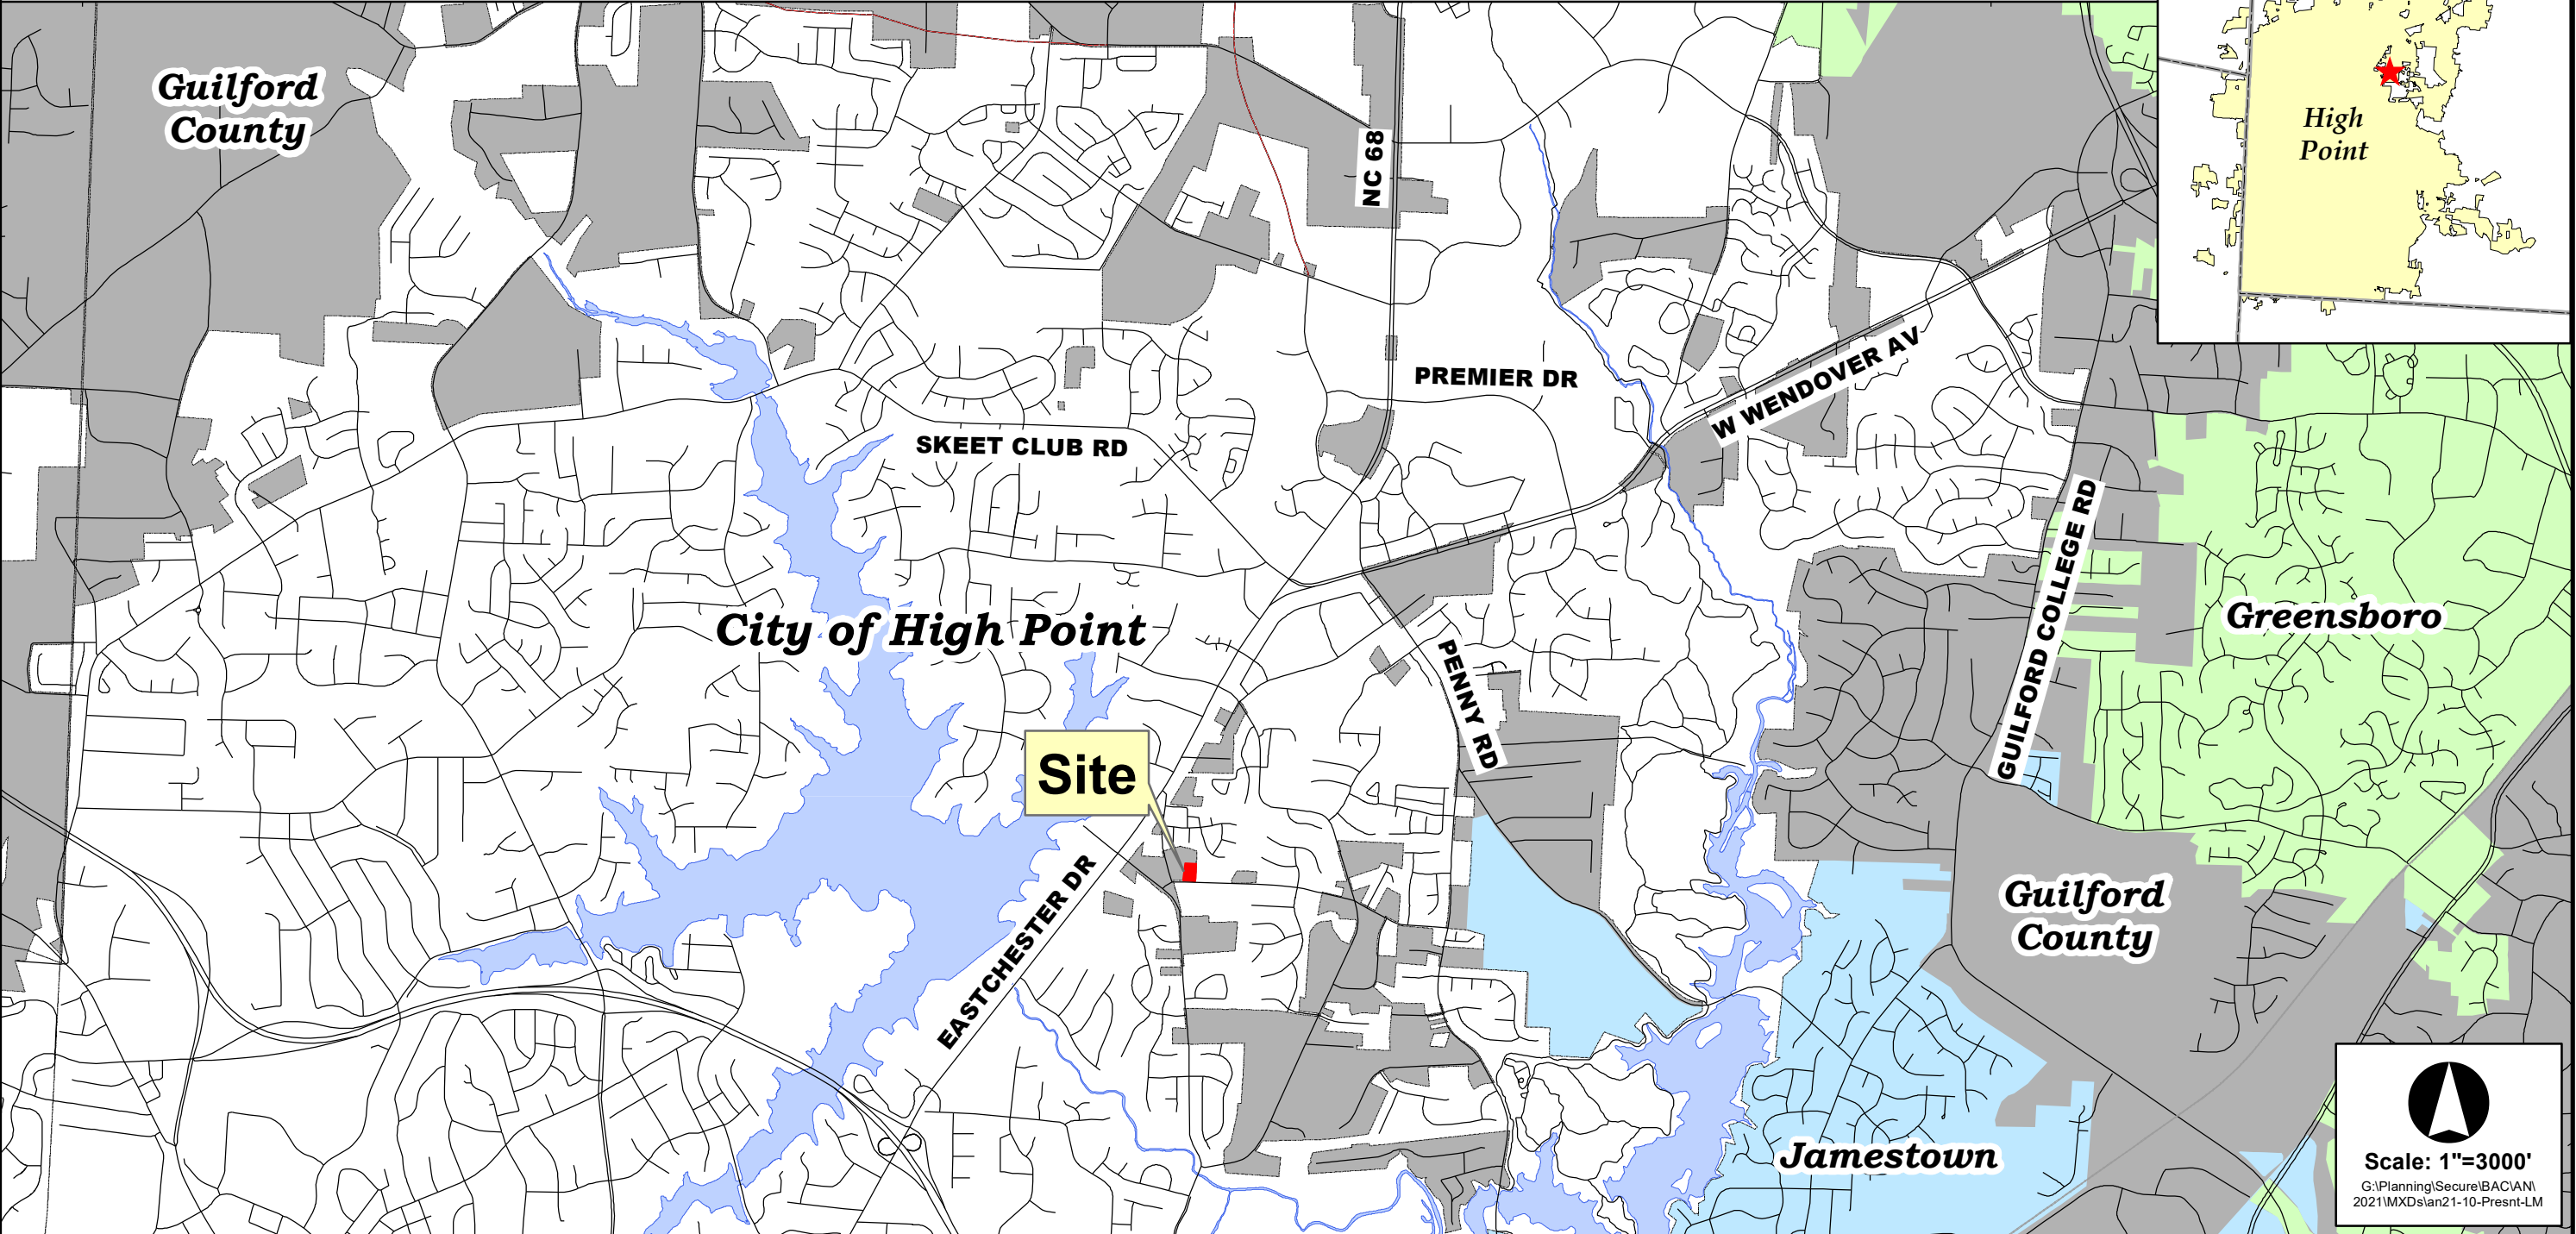 Guilford
County
NC 68
High
Point
PREMIER DR
W WENDOVER AV
SKEET CLUB RD
GUILFORD COLLEGE RD
City of High Point
Greensboro
PENNY RD
Site
EASTCHESTER DR
Guilford
County
Jamestown
Scale: 1"=3000'
G:\Planning\Secure\BAC\AN\
2021\MXDs\an21-10-Presnt-LM